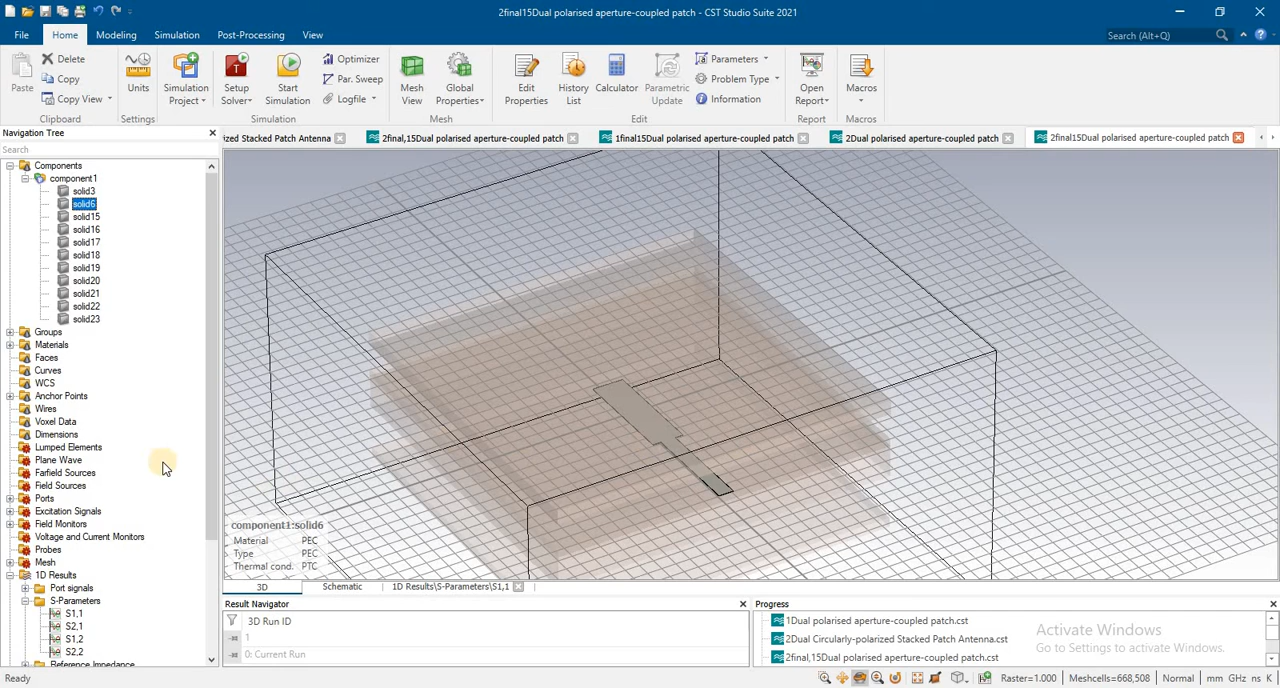 2final15Dual polarised aperture-coupled patch - CST Studio Suite 2021
File Home Modeling Simulation Post-Processing View Search (Alt+Q)
Paste Delete Copy Copy View Clipboard
Units Settings
Simulation Project Setup Solver Start Simulation Optimizer Par. Sweep Logfile Simulation
Mesh View Global Properties Mesh
Edit Properties History List Calculator Parametric Update Parameters Problem Type Information Edit
Open Report Report
Macros Macros
Navigation Tree
Search
ized Stacked Patch Antenna 2final,15Dual polarised aperture-coupled patch 1final15Dual polarised aperture-coupled patch 2Dual polarised aperture-coupled patch 2final15Dual polarised aperture-coupled patch
Components
component1
solid3
solid6
solid15
solid16
solid17
solid18
solid19
solid20
solid21
solid22
solid23
Groups
Materials
Faces
Curves
WCS
Anchor Points
Wires
Voxel Data
Dimensions
Lumped Elements
Plane Wave
Farfield Sources
Field Sources
Ports
Excitation Signals
Field Monitors
Voltage and Current Monitors
Probes
Mesh
1D Results
Port signals
S-Parameters
S1,1
S2,1
S1,2
S2,2
Reference Impedance
component1:solid6
Material PEC
Type PEC
Thermal cond. PTC
3D Schematic 1D Results\S-Parameters\S1,1
Result Navigator
3D Run ID
1
0: Current Run
Progress
1Dual polarised aperture-coupled patch.cst
2Dual Circularly-polarized Stacked Patch Antenna.cst
2final,15Dual polarised aperture-coupled patch.cst
Activate Windows
Go to Settings to activate Windows.
Ready Raster=1.000 Meshcells=668,508 Normal mm GHz ns K